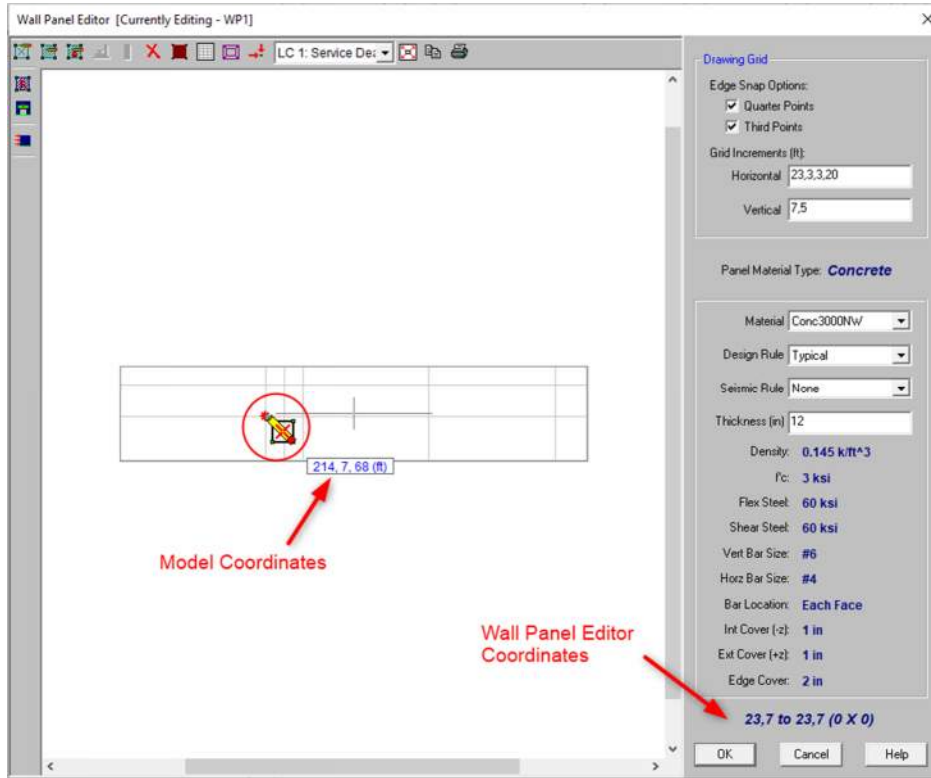 Wall Panel Editor [Currently Editing - WP1]
LC 1: Service De
Drawing Grid
Edge Snap Options:
Quarter Points
Third Points
Grid Increments (ft):
Horizontal 23,3,3,20
Vertical 7,5
Panel Material Type: Concrete
Material Conc3000NW
Design Rule Typical
Seismic Rule None
Thickness (in) 12
Density: 0.145 k/ft^3
f'c: 3 ksi
Flex Steel: 60 ksi
Shear Steel: 60 ksi
Vert Bar Size: #6
Horz Bar Size: #4
Bar Location: Each Face
Int Cover (-z): 1 in
Ext Cover (+z): 1 in
Edge Cover: 2 in
214, 7, 68 (ft)
Model Coordinates
Wall Panel Editor
Coordinates
23,7 to 23,7 (0 X 0)
OK Cancel Help